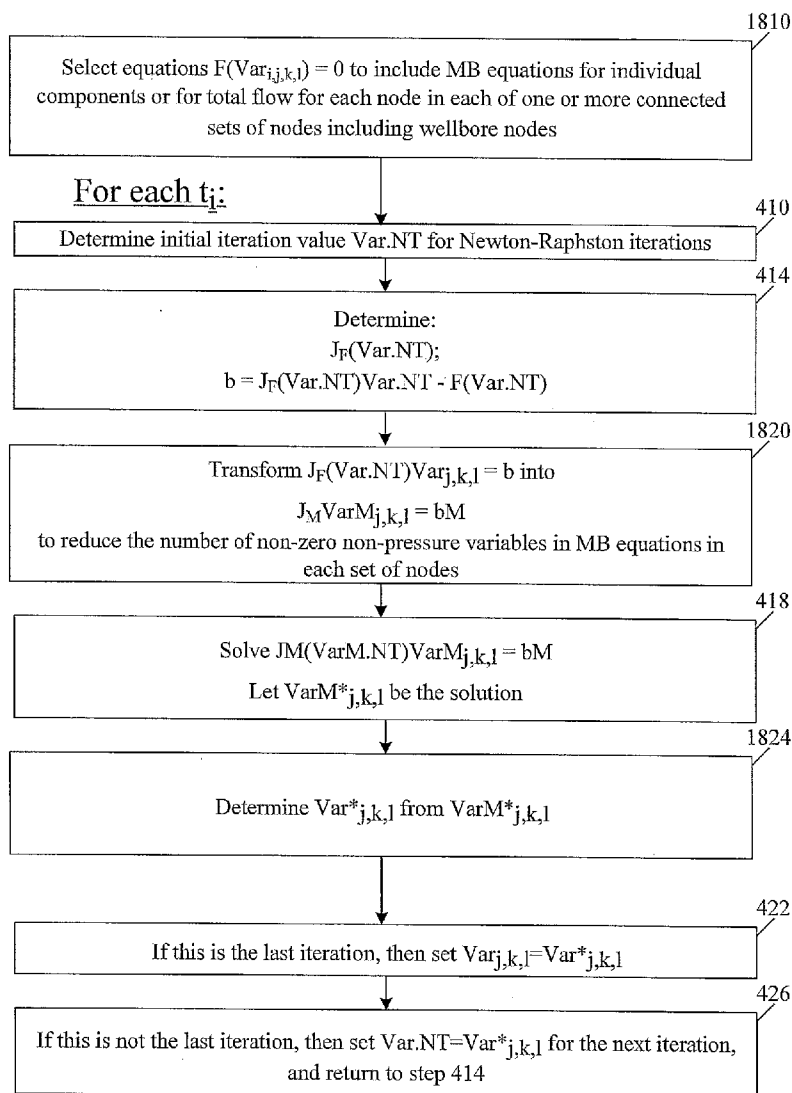 1810
Select equations F(Var_{i,j,k,l}) = 0 to include MB equations for individual
components or for total flow for each node in each of one or more connected
sets of nodes including wellbore nodes
For each t_i:
410
Determine initial iteration value Var.NT for Newton-Raphston iterations
414
Determine:
J_F(Var.NT);
b = J_F(Var.NT)Var.NT - F(Var.NT)
1820
Transform J_F(Var.NT)Var_{j,k,l} = b into
J_MVarM_{j,k,l} = bM
to reduce the number of non-zero non-pressure variables in MB equations in
each set of nodes
418
Solve JM(VarM.NT)VarM_{j,k,l} = bM
Let VarM*_{j,k,l} be the solution
1824
Determine Var*_{j,k,l} from VarM*_{j,k,l}
422
If this is the last iteration, then set Var_{j,k,l}=Var*_{j,k,l}
426
If this is not the last iteration, then set Var.NT=Var*_{j,k,l} for the next iteration,
and return to step 414